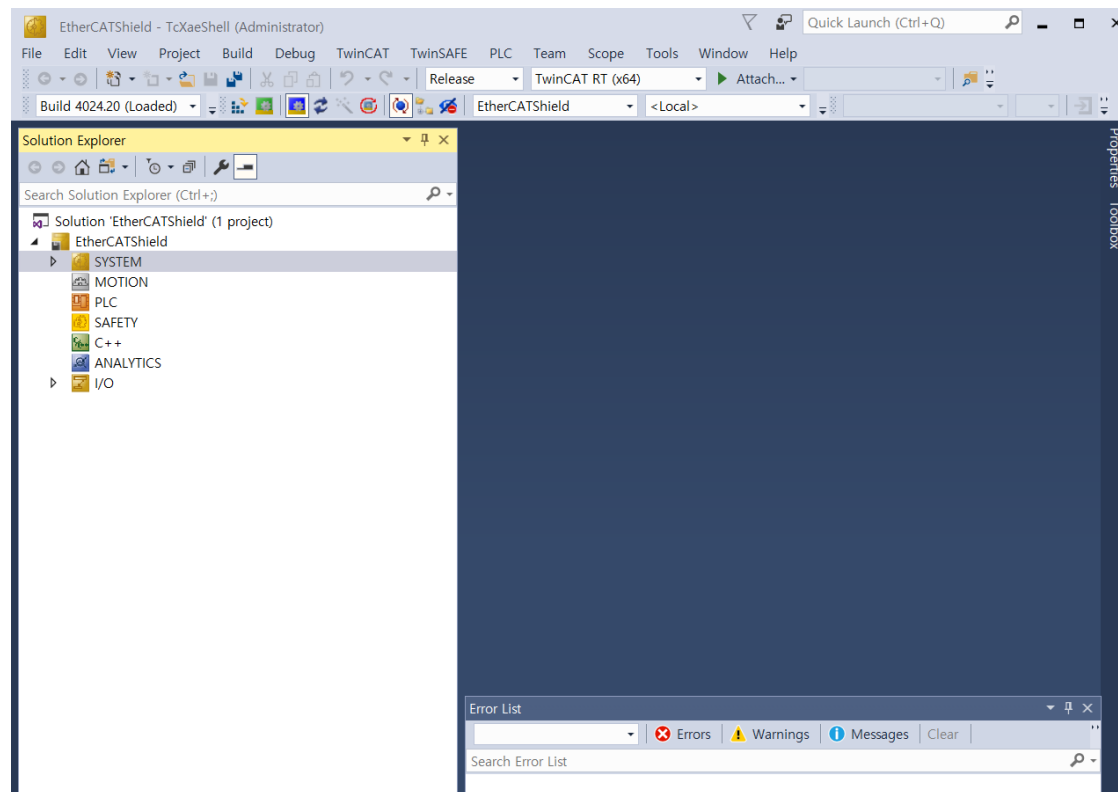 EtherCATShield - TcXaeShell (Administrator)
Quick Launch (Ctrl+Q)
File Edit View Project Build Debug TwinCAT TwinSAFE PLC Team Scope Tools Window Help
Release TwinCAT RT (x64) Attach...
Build 4024.20 (Loaded) EtherCATShield <Local>
Solution Explorer
Search Solution Explorer (Ctrl+;)
Solution 'EtherCATShield' (1 project)
EtherCATShield
SYSTEM
MOTION
PLC
SAFETY
C++
ANALYTICS
I/O
Properties
Toolbox
Error List
Errors Warnings Messages Clear
Search Error List